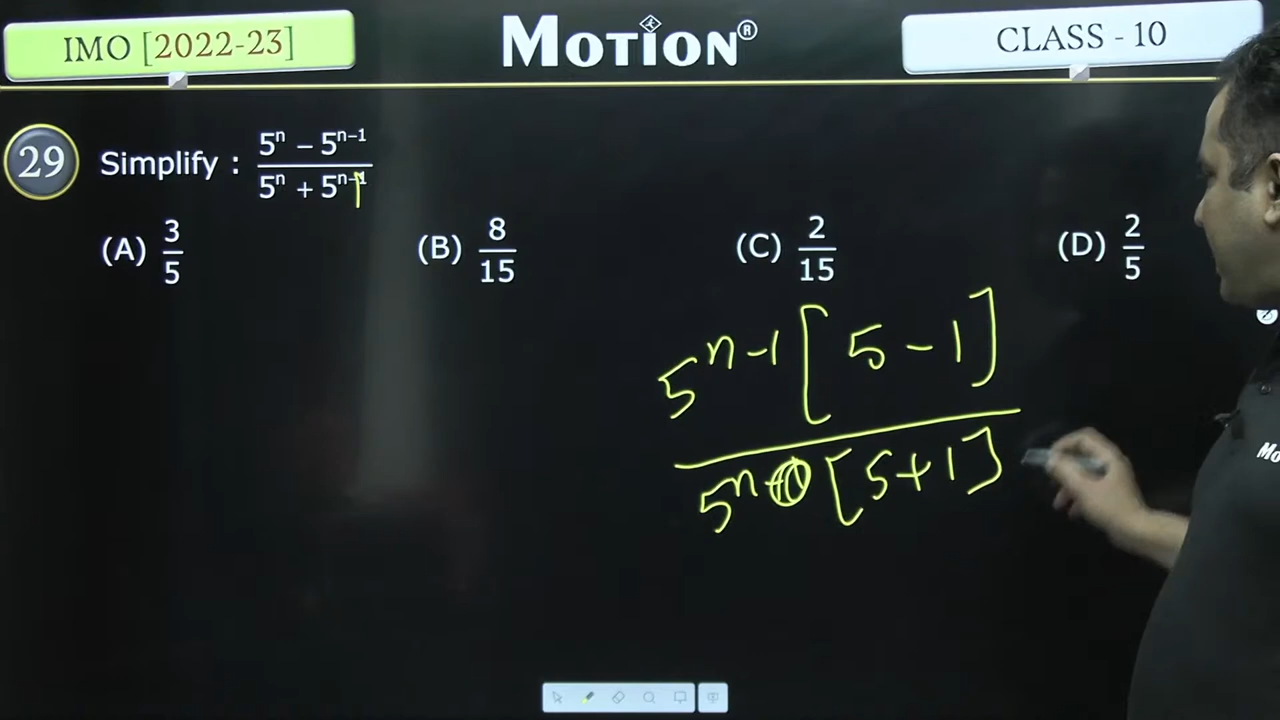 IMO [2022-23]
MOTION®
CLASS - 10
29 Simplify : (5ⁿ − 5ⁿ⁻¹) / (5ⁿ + 5ⁿ⁻¹)
(A) 3/5 (B) 8/15 (C) 2/15 (D) 2/5
5ⁿ⁻¹[5-1]
5ⁿ [5+1]
Mo